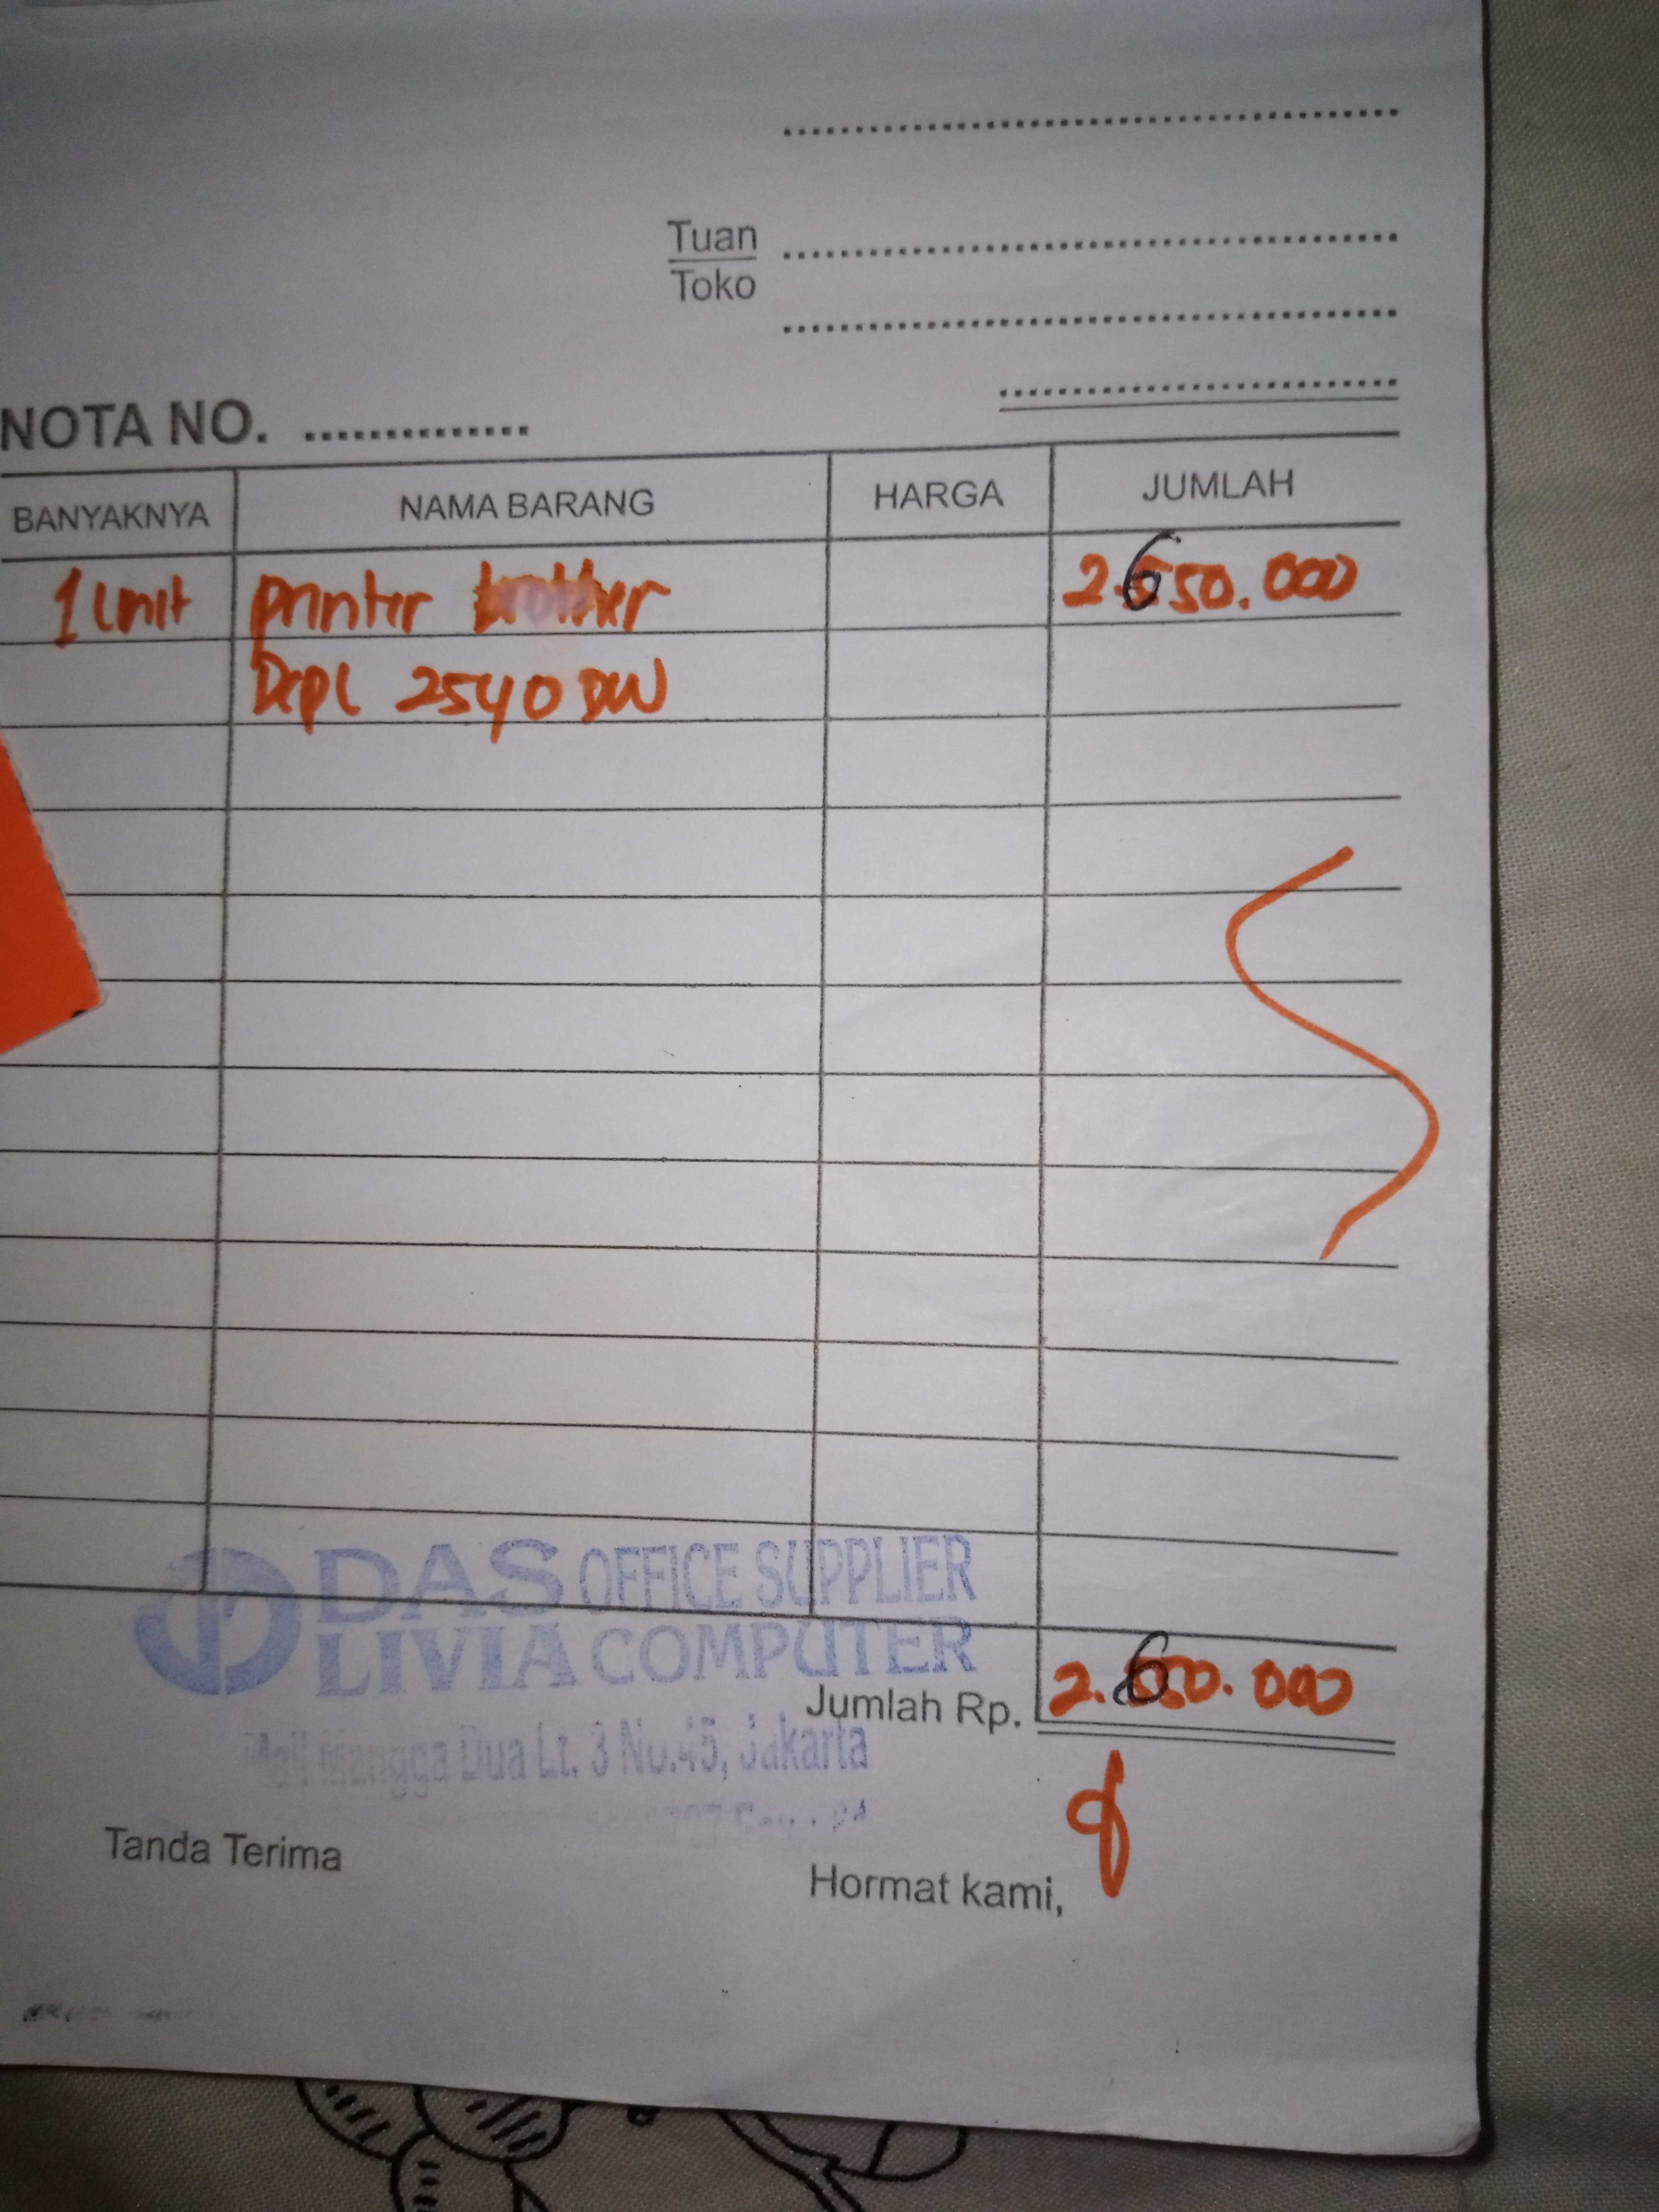 Tuan
Toko
NOTA NO. ..............
BANYAKNYA NAMA BARANG HARGA JUMLAH
1 Unit printer brother 2.650.000
Dcpl 2540 DW
DAS OFFICE SUPPLIER
LIVIA COMPUTER
Jumlah Rp. 2.650.000
Mall Mangga Dua Lt. 3 No.45, Jakarta
Tanda Terima
Hormat kami,